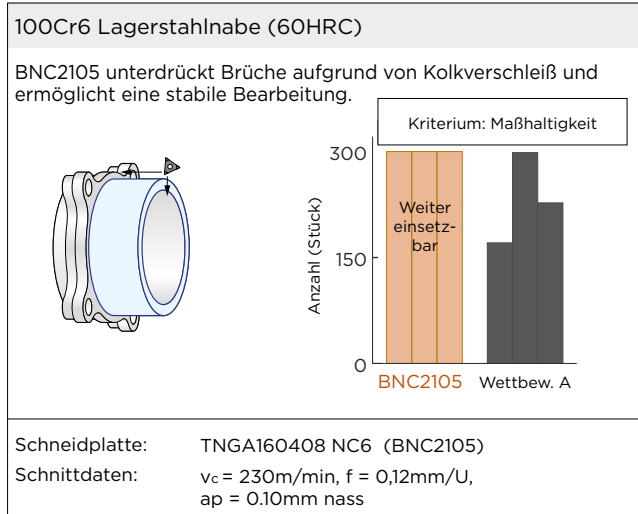 100Cr6 Lagerstahlnabe (60HRC)
BNC2105 unterdrückt Brüche aufgrund von Kolkverschleiß und
ermöglicht eine stabile Bearbeitung.
Kriterium: Maßhaltigkeit
Anzahl (Stück)
300
150
0
Weiter
einsetz-
bar
BNC2105
Wettbew. A
Schneidplatte: TNGA160408 NC6 (BNC2105)
Schnittdaten: vc = 230m/min, f = 0,12mm/U,
ap = 0.10mm nass